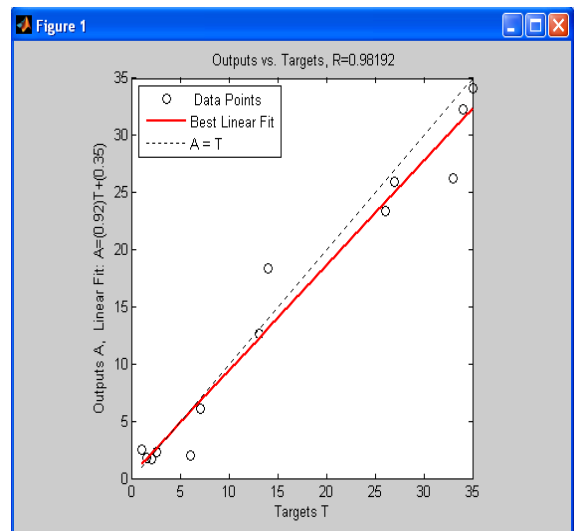 Figure 1
Outputs vs. Targets, R=0.98192
Data Points
Best Linear Fit
A = T
Outputs A, Linear Fit: A=(0.92)T+(0.35)
35
30
25
20
15
10
5
0
0 5 10 15 20 25 30 35
Targets T